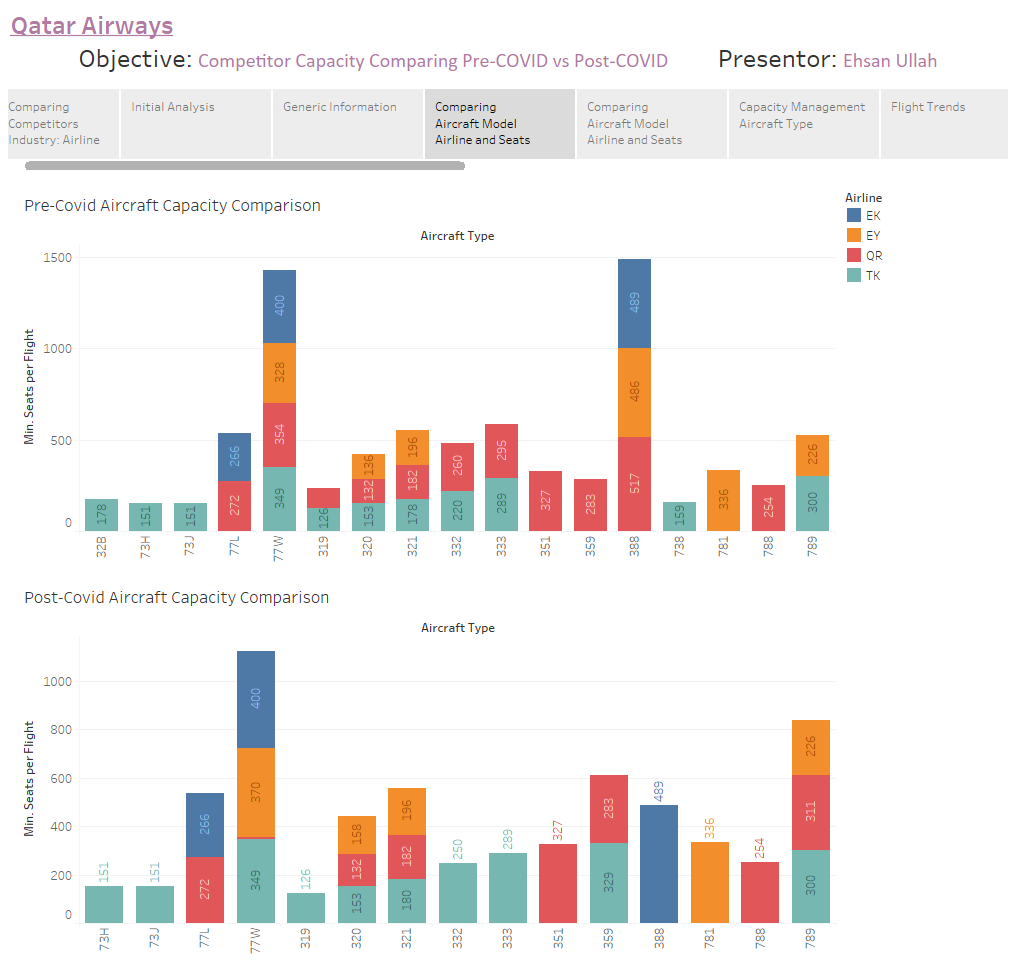 Qatar Airways
Objective: Competitor Capacity Comparing Pre-COVID vs Post-COVID
Presentor: Ehsan Ullah
Comparing
Competitors
Industry: Airline
Initial Analysis
Generic Information
Comparing
Aircraft Model
Airline and Seats
Comparing
Aircraft Model
Airline and Seats
Capacity Management
Aircraft Type
Flight Trends
Pre-Covid Aircraft Capacity Comparison
Airline
EK
EY
QR
TK
Aircraft Type
Min. Seats per Flight
1500
1000
500
0
178
151
151
266
272
400
328
354
349
126
136
132
153
196
182
178
260
220
295
289
327
283
489
486
517
159
336
254
226
300
32B
73H
73J
77L
77W
319
320
321
332
333
351
359
388
738
781
788
789
Post-Covid Aircraft Capacity Comparison
Aircraft Type
Min. Seats per Flight
1000
800
600
400
200
0
151
151
266
272
400
370
349
126
158
132
153
196
182
180
250
289
327
283
329
489
336
254
226
311
300
73H
73J
77L
77W
319
320
321
332
333
351
359
388
781
788
789